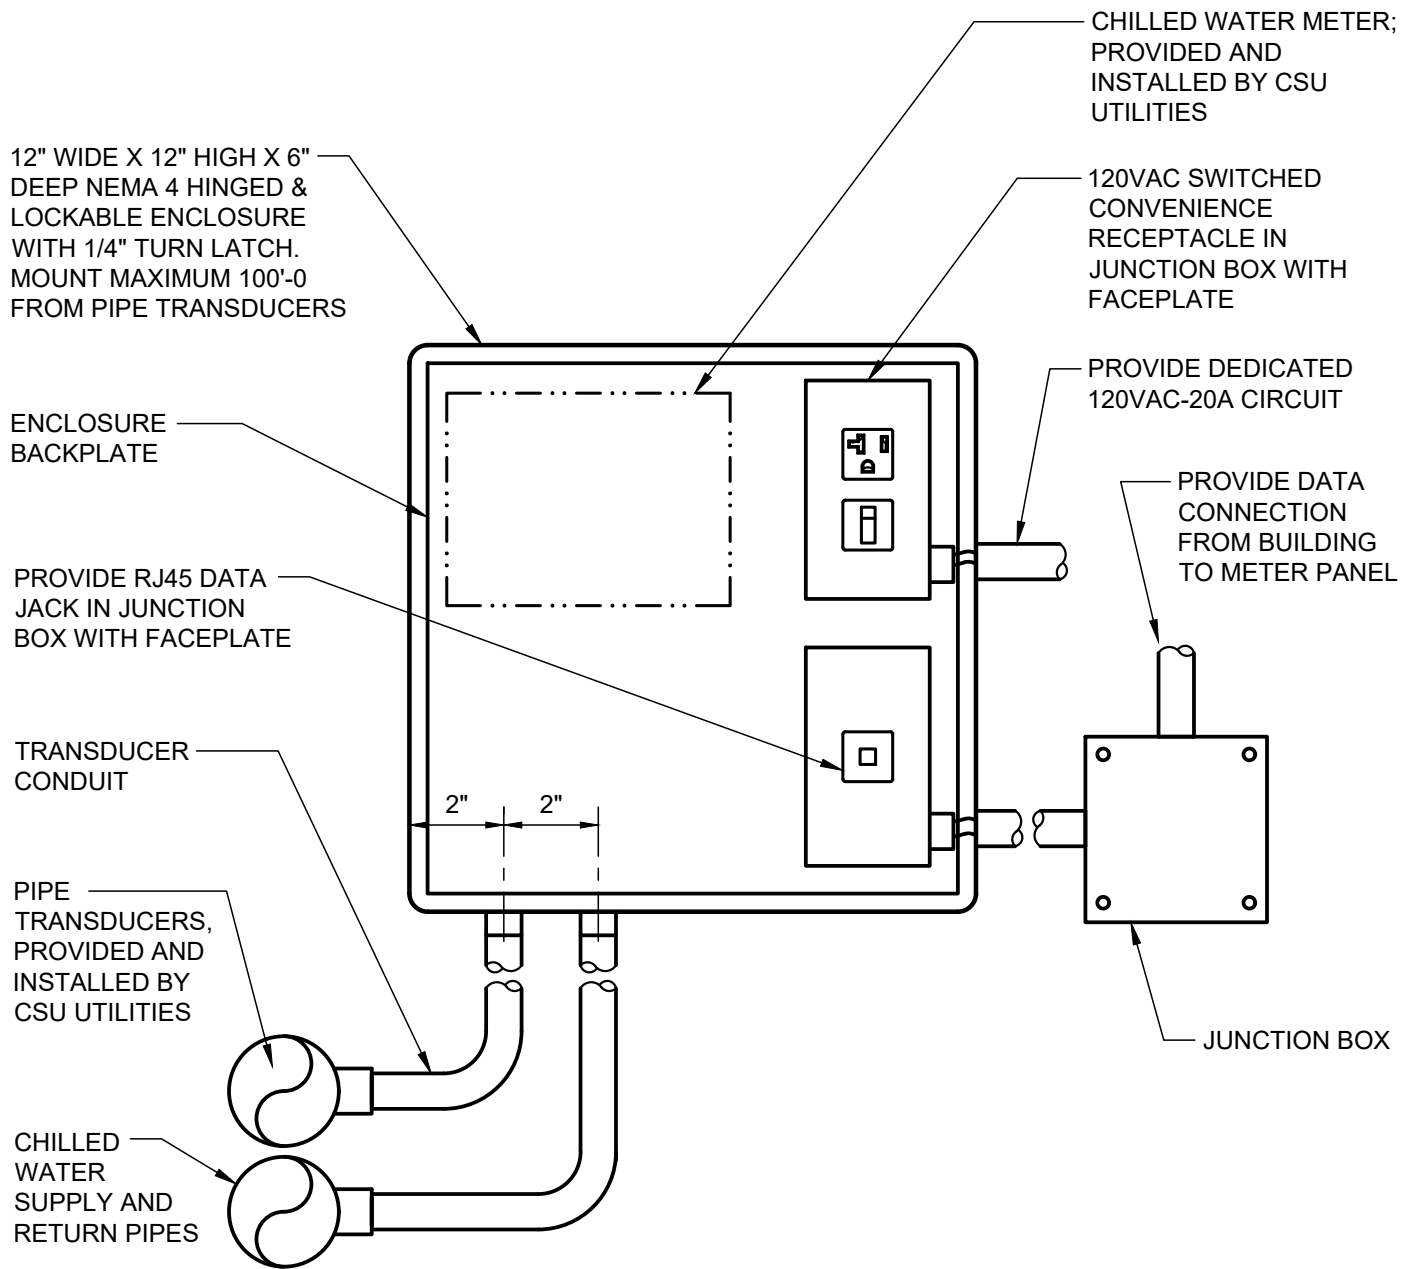 CHILLED WATER METER;
PROVIDED AND
INSTALLED BY CSU
UTILITIES
12" WIDE X 12" HIGH X 6"
DEEP NEMA 4 HINGED &
LOCKABLE ENCLOSURE
WITH 1/4" TURN LATCH.
MOUNT MAXIMUM 100'-0
FROM PIPE TRANSDUCERS
120VAC SWITCHED
CONVENIENCE
RECEPTACLE IN
JUNCTION BOX WITH
FACEPLATE
PROVIDE DEDICATED
120VAC-20A CIRCUIT
ENCLOSURE
BACKPLATE
PROVIDE DATA
CONNECTION
FROM BUILDING
TO METER PANEL
PROVIDE RJ45 DATA
JACK IN JUNCTION
BOX WITH FACEPLATE
TRANSDUCER
CONDUIT
2"
2"
PIPE
TRANSDUCERS,
PROVIDED AND
INSTALLED BY
CSU UTILITIES
JUNCTION BOX
CHILLED
WATER
SUPPLY AND
RETURN PIPES